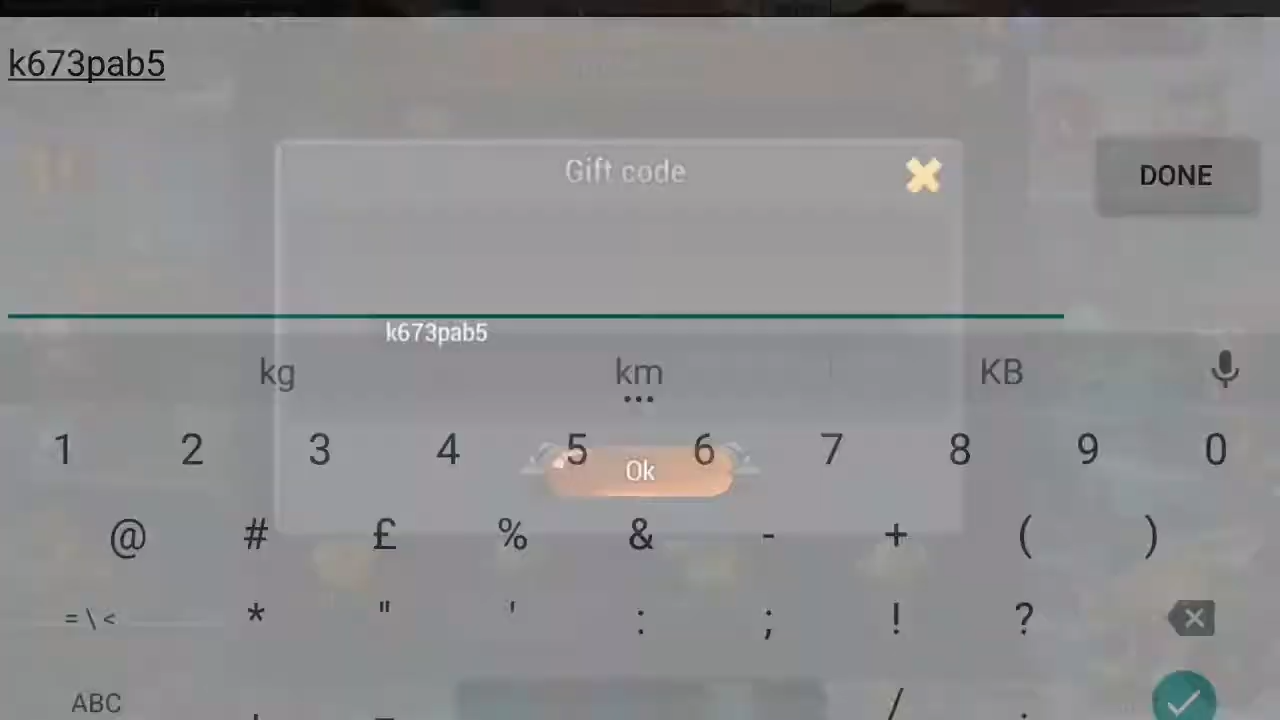 k673pab5
Gift code
DONE
k673pab5
kg km KB
1 2 3 4 5 6 7 8 9 0
Ok
@ # £ % & - + ( )
= \ < * " ' : ; ! ?
ABC , _ / .